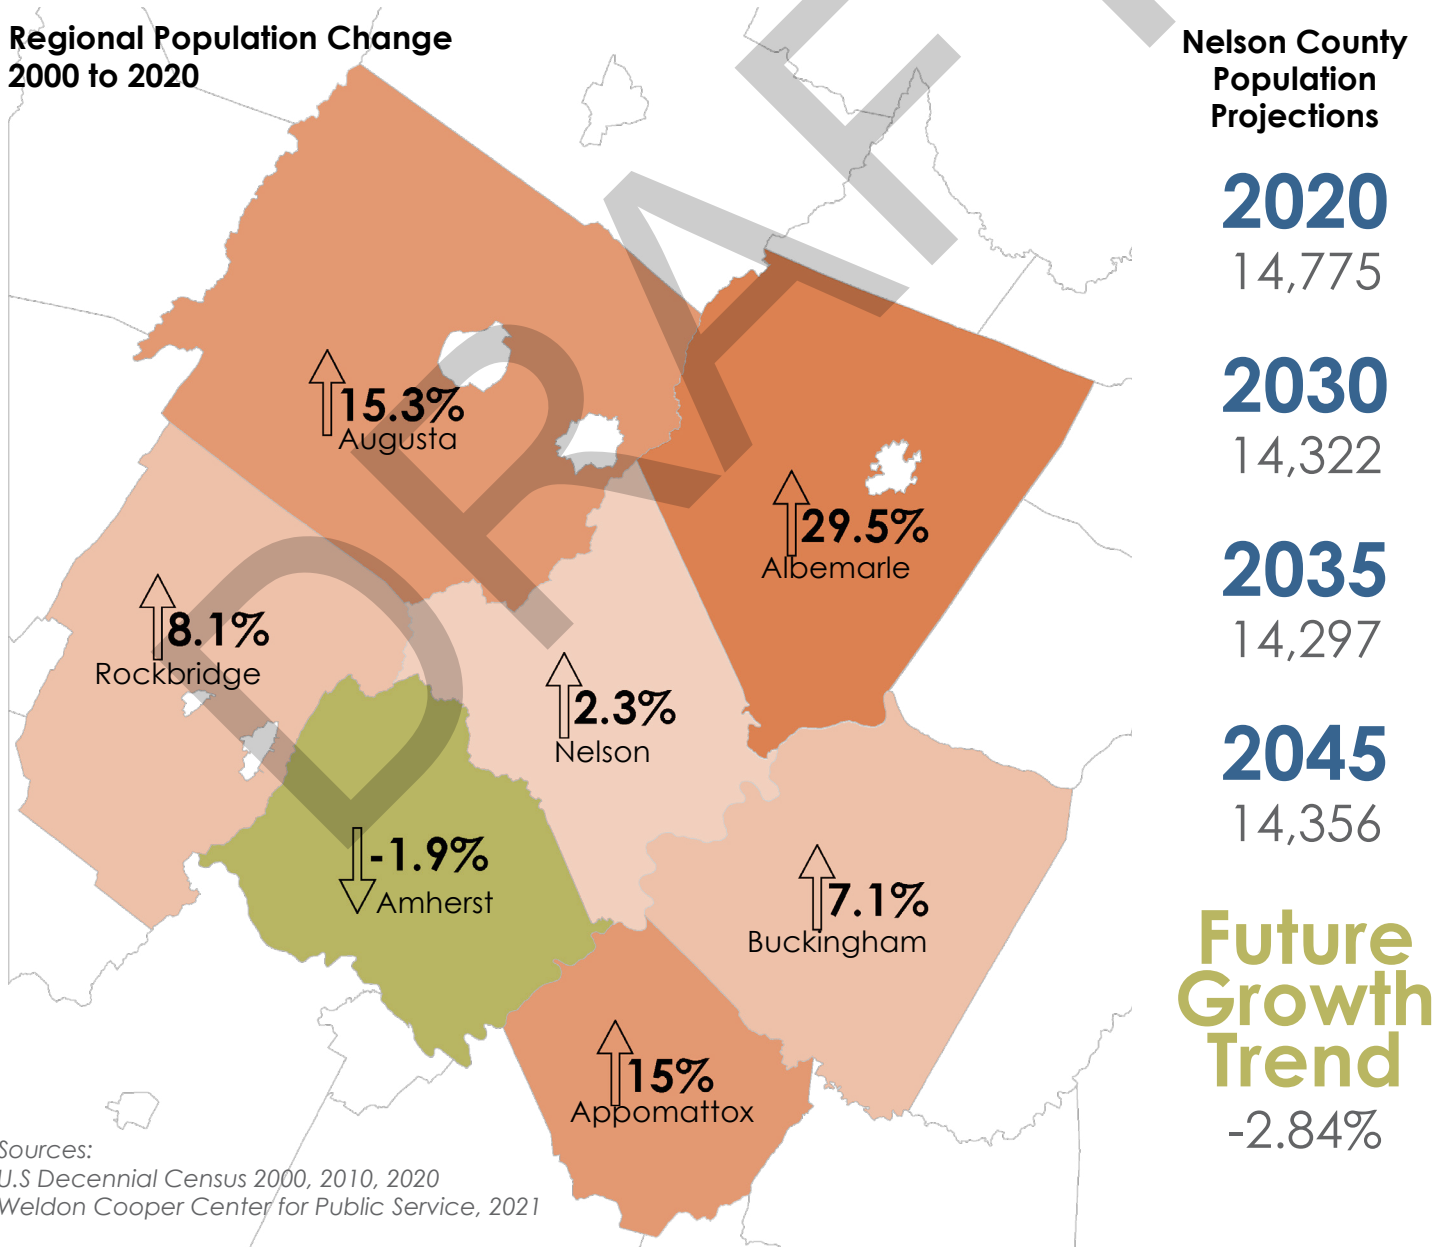 Regional Population Change
2000 to 2020
15.3%
Augusta
29.5%
Albemarle
8.1%
Rockbridge
2.3%
Nelson
-1.9%
Amherst
7.1%
Buckingham
15%
Appomattox
Sources:
U.S Decennial Census 2000, 2010, 2020
Weldon Cooper Center for Public Service, 2021
Nelson County
Population
Projections
2020
14,775
2030
14,322
2035
14,297
2045
14,356
Future
Growth
Trend
-2.84%
DRAFT